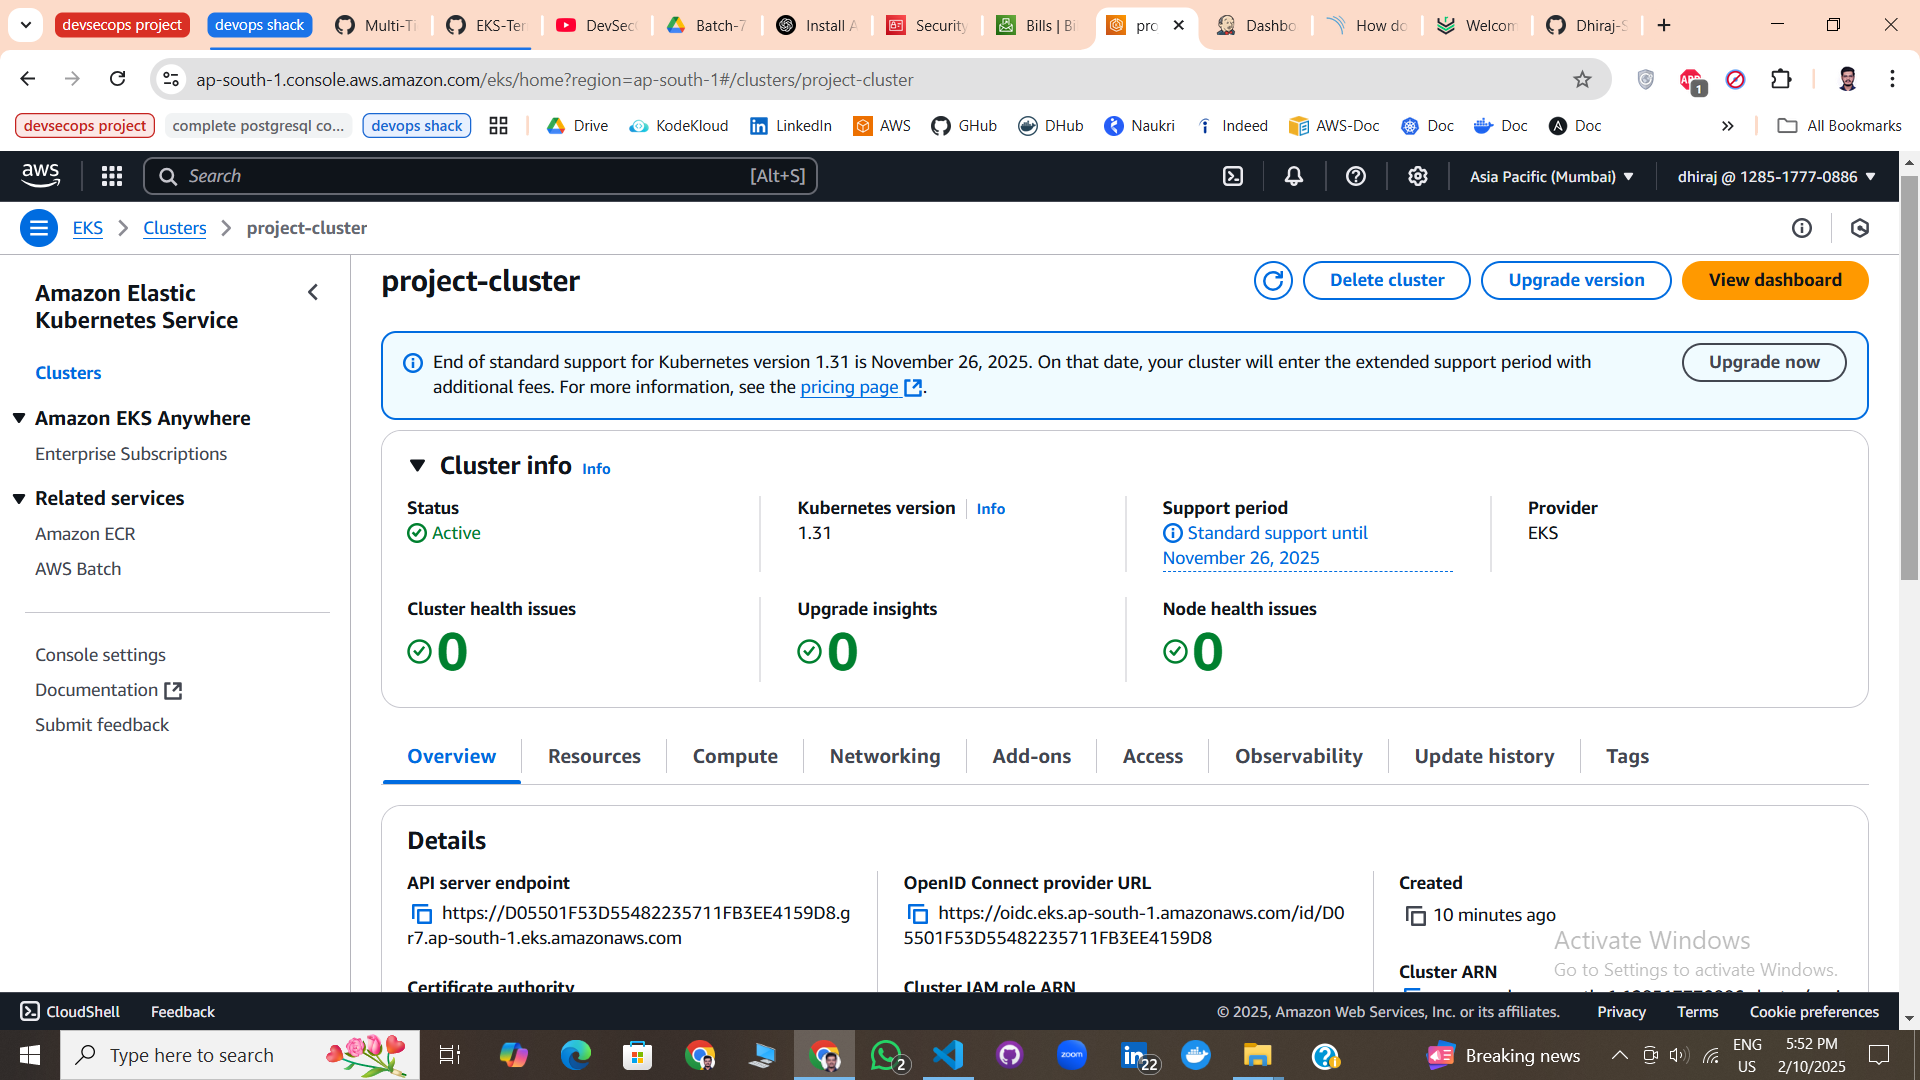 devsecops project
devops shack
Multi-Ti
EKS-Ter
DevSec
Batch-7
Install A
Security
Bills | Bi
pro
Dashbo
How do
Welcom
Dhiraj-S
ap-south-1.console.aws.amazon.com/eks/home?region=ap-south-1#/clusters/project-cluster
1
devsecops project
complete postgresql co...
devops shack
Drive
KodeKloud
LinkedIn
AWS
GHub
DHub
Naukri
Indeed
AWS-Doc
Doc
Doc
Doc
All Bookmarks
aws
Search
[Alt+S]
Asia Pacific (Mumbai)
dhiraj @ 1285-1777-0886
EKS
Clusters
project-cluster
Amazon Elastic
Kubernetes Service
Clusters
Amazon EKS Anywhere
Enterprise Subscriptions
Related services
Amazon ECR
AWS Batch
Console settings
Documentation
Submit feedback
project-cluster
Delete cluster
Upgrade version
View dashboard
End of standard support for Kubernetes version 1.31 is November 26, 2025. On that date, your cluster will enter the extended support period with
additional fees. For more information, see the pricing page.
Upgrade now
Cluster info Info
Status
Active
Kubernetes version Info
1.31
Support period
Standard support until
November 26, 2025
Provider
EKS
Cluster health issues
0
Upgrade insights
0
Node health issues
0
Overview
Resources
Compute
Networking
Add-ons
Access
Observability
Update history
Tags
Details
API server endpoint
https://D05501F53D55482235711FB3EE4159D8.g
r7.ap-south-1.eks.amazonaws.com
Certificate authority
OpenID Connect provider URL
https://oidc.eks.ap-south-1.amazonaws.com/id/D0
5501F53D55482235711FB3EE4159D8
Cluster IAM role ARN
Created
10 minutes ago
Cluster ARN
Activate Windows
Go to Settings to activate Windows.
CloudShell
Feedback
© 2025, Amazon Web Services, Inc. or its affiliates.
Privacy
Terms
Cookie preferences
Type here to search
2
zoom
22
Breaking news
ENG
US
5:52 PM
2/10/2025